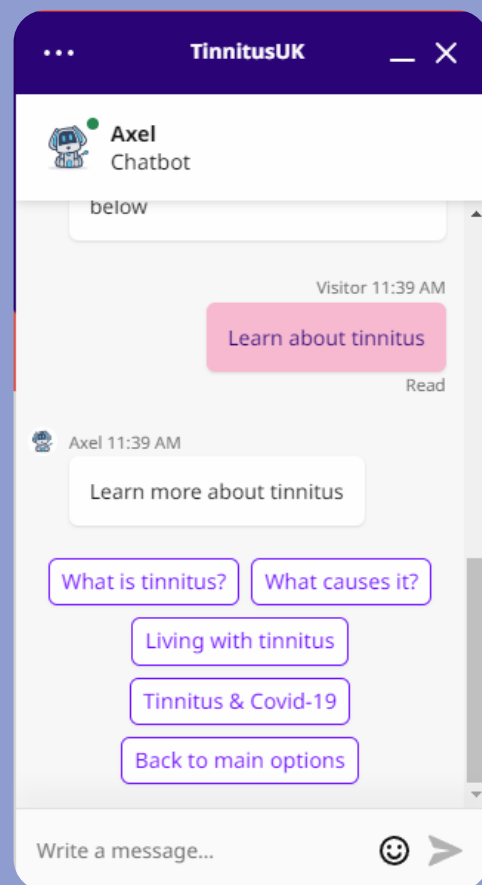 TinnitusUK
Axel
Chatbot
below
Visitor 11:39 AM
Learn about tinnitus
Read
Axel 11:39 AM
Learn more about tinnitus
What is tinnitus?
What causes it?
Living with tinnitus
Tinnitus & Covid-19
Back to main options
Write a message...